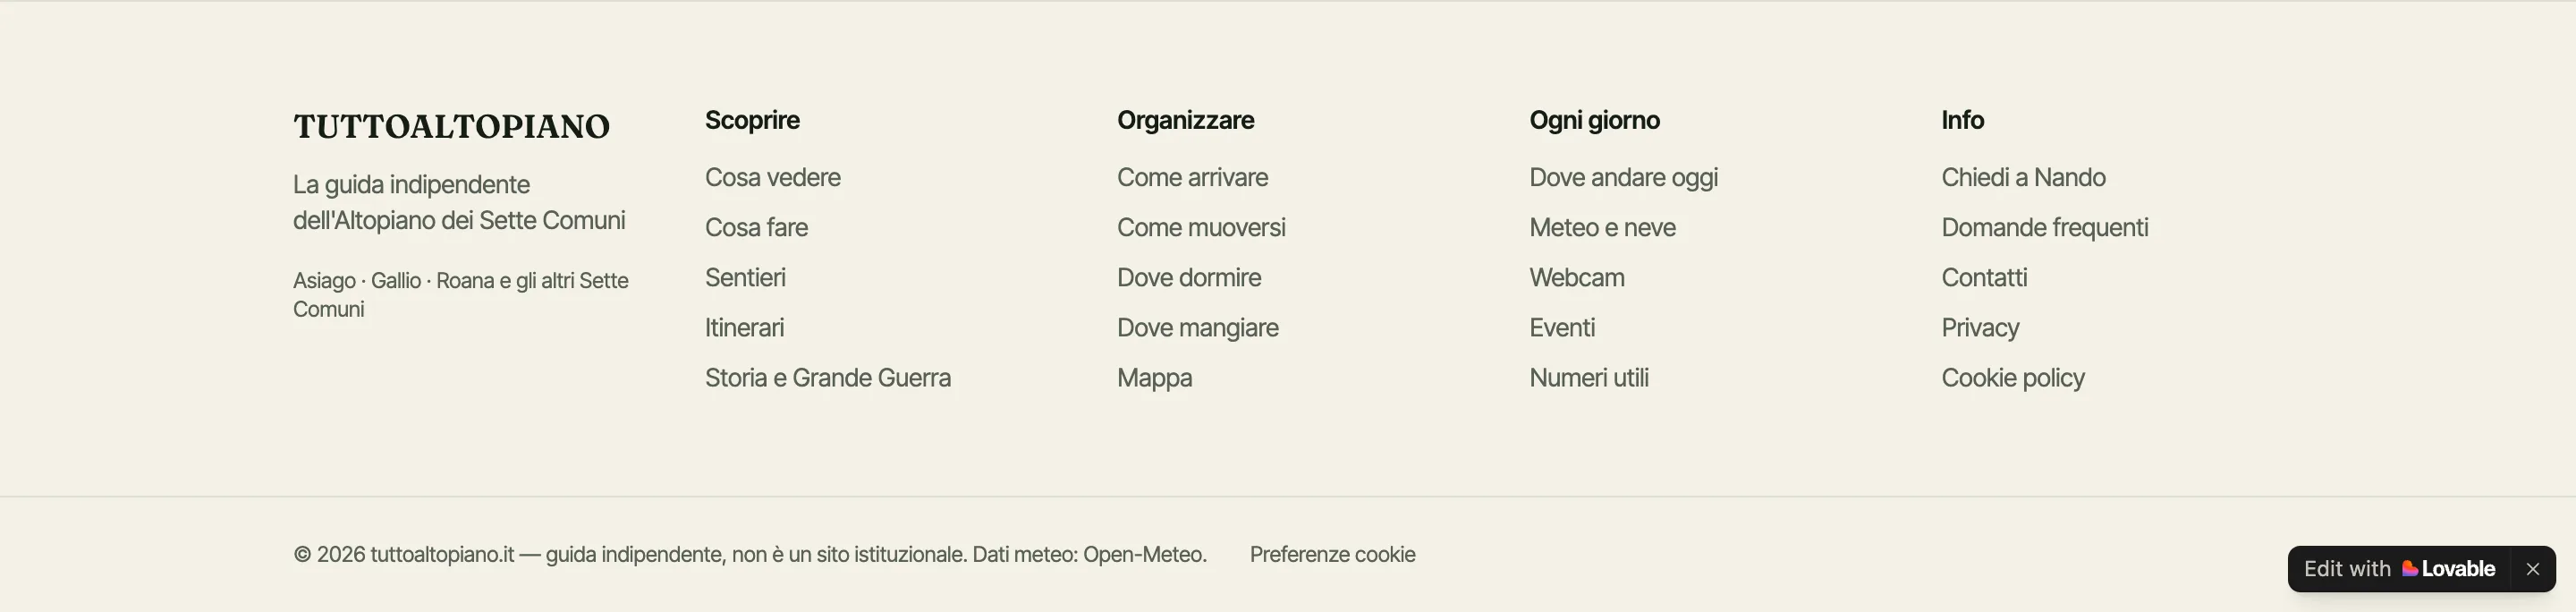 TUTTOALTOPIANO
La guida indipendente
dell'Altopiano dei Sette Comuni
Asiago · Gallio · Roana e gli altri Sette
Comuni
Scoprire
Cosa vedere
Cosa fare
Sentieri
Itinerari
Storia e Grande Guerra
Organizzare
Come arrivare
Come muoversi
Dove dormire
Dove mangiare
Mappa
Ogni giorno
Dove andare oggi
Meteo e neve
Webcam
Eventi
Numeri utili
Info
Chiedi a Nando
Domande frequenti
Contatti
Privacy
Cookie policy
© 2026 tuttoaltopiano.it — guida indipendente, non è un sito istituzionale. Dati meteo: Open-Meteo. Preferenze cookie
Edit with Lovable ×